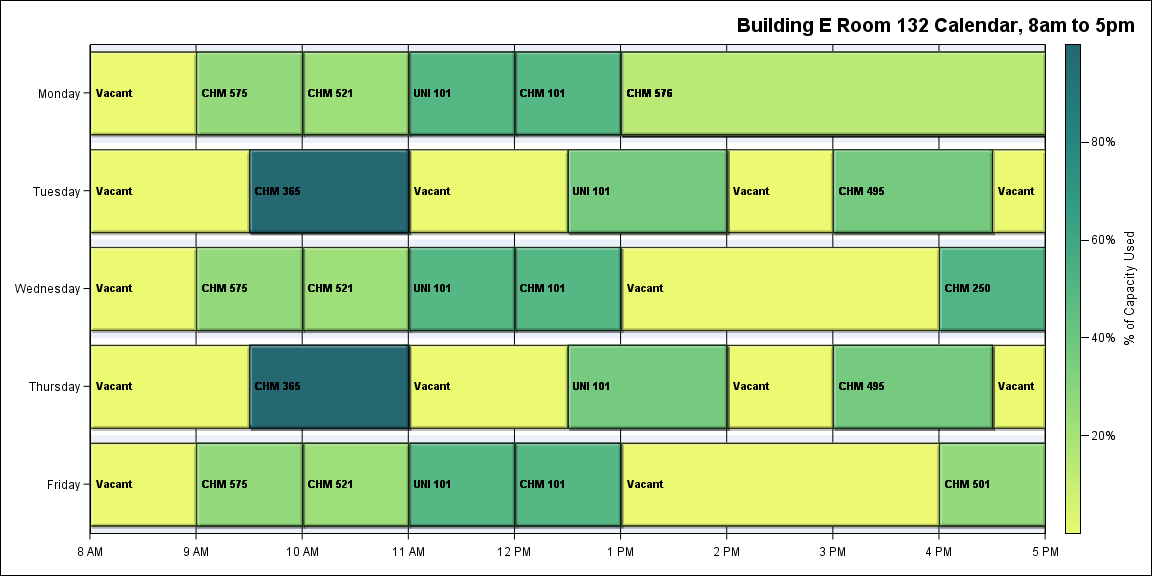 Building E Room 132 Calendar, 8am to 5pm
Monday
Vacant
CHM 575
CHM 521
UNI 101
CHM 101
CHM 576
Tuesday
Vacant
CHM 365
Vacant
UNI 101
Vacant
CHM 495
Vacant
Wednesday
Vacant
CHM 575
CHM 521
UNI 101
CHM 101
Vacant
CHM 250
Thursday
Vacant
CHM 365
Vacant
UNI 101
Vacant
CHM 495
Vacant
Friday
Vacant
CHM 575
CHM 521
UNI 101
CHM 101
Vacant
CHM 501
8 AM
9 AM
10 AM
11 AM
12 PM
1 PM
2 PM
3 PM
4 PM
5 PM
80%
60%
40%
20%
% of Capacity Used